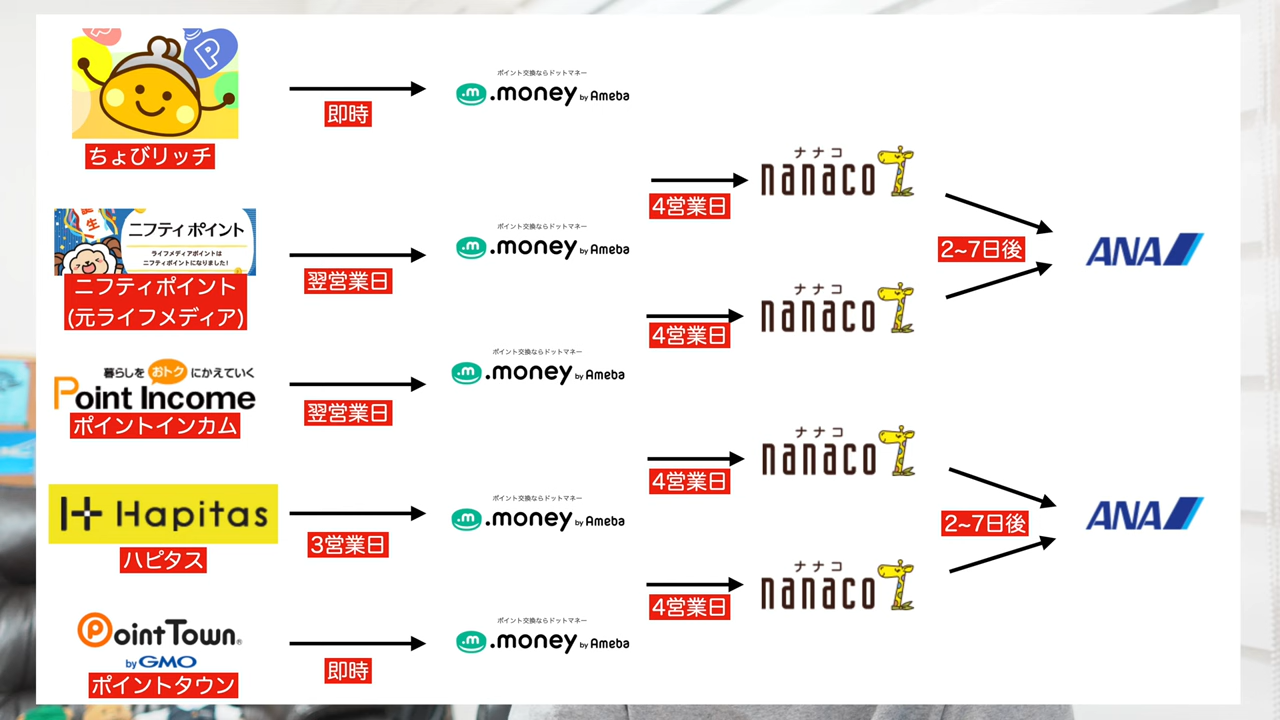 P
ちょびリッチ
即時
ポイント交換ならドットマネー
.m .money by Ameba
誕生
ニフティポイント
ライフメディアポイントは
ニフティポイントになりました!
ニフティポイント
(元ライフメディア)
翌営業日
ポイント交換ならドットマネー
.m .money by Ameba
暮らしを おトク にかえていく
Point Income
ポイントインカム
翌営業日
ポイント交換ならドットマネー
.m .money by Ameba
Hapitas
ハピタス
3営業日
ポイント交換ならドットマネー
.m .money by Ameba
PointTown®
by GMO
ポイントタウン
即時
ポイント交換ならドットマネー
.m .money by Ameba
4営業日
ナナコ
nanaco
4営業日
ナナコ
nanaco
4営業日
ナナコ
nanaco
4営業日
ナナコ
nanaco
2~7日後
ANA
2~7日後
ANA